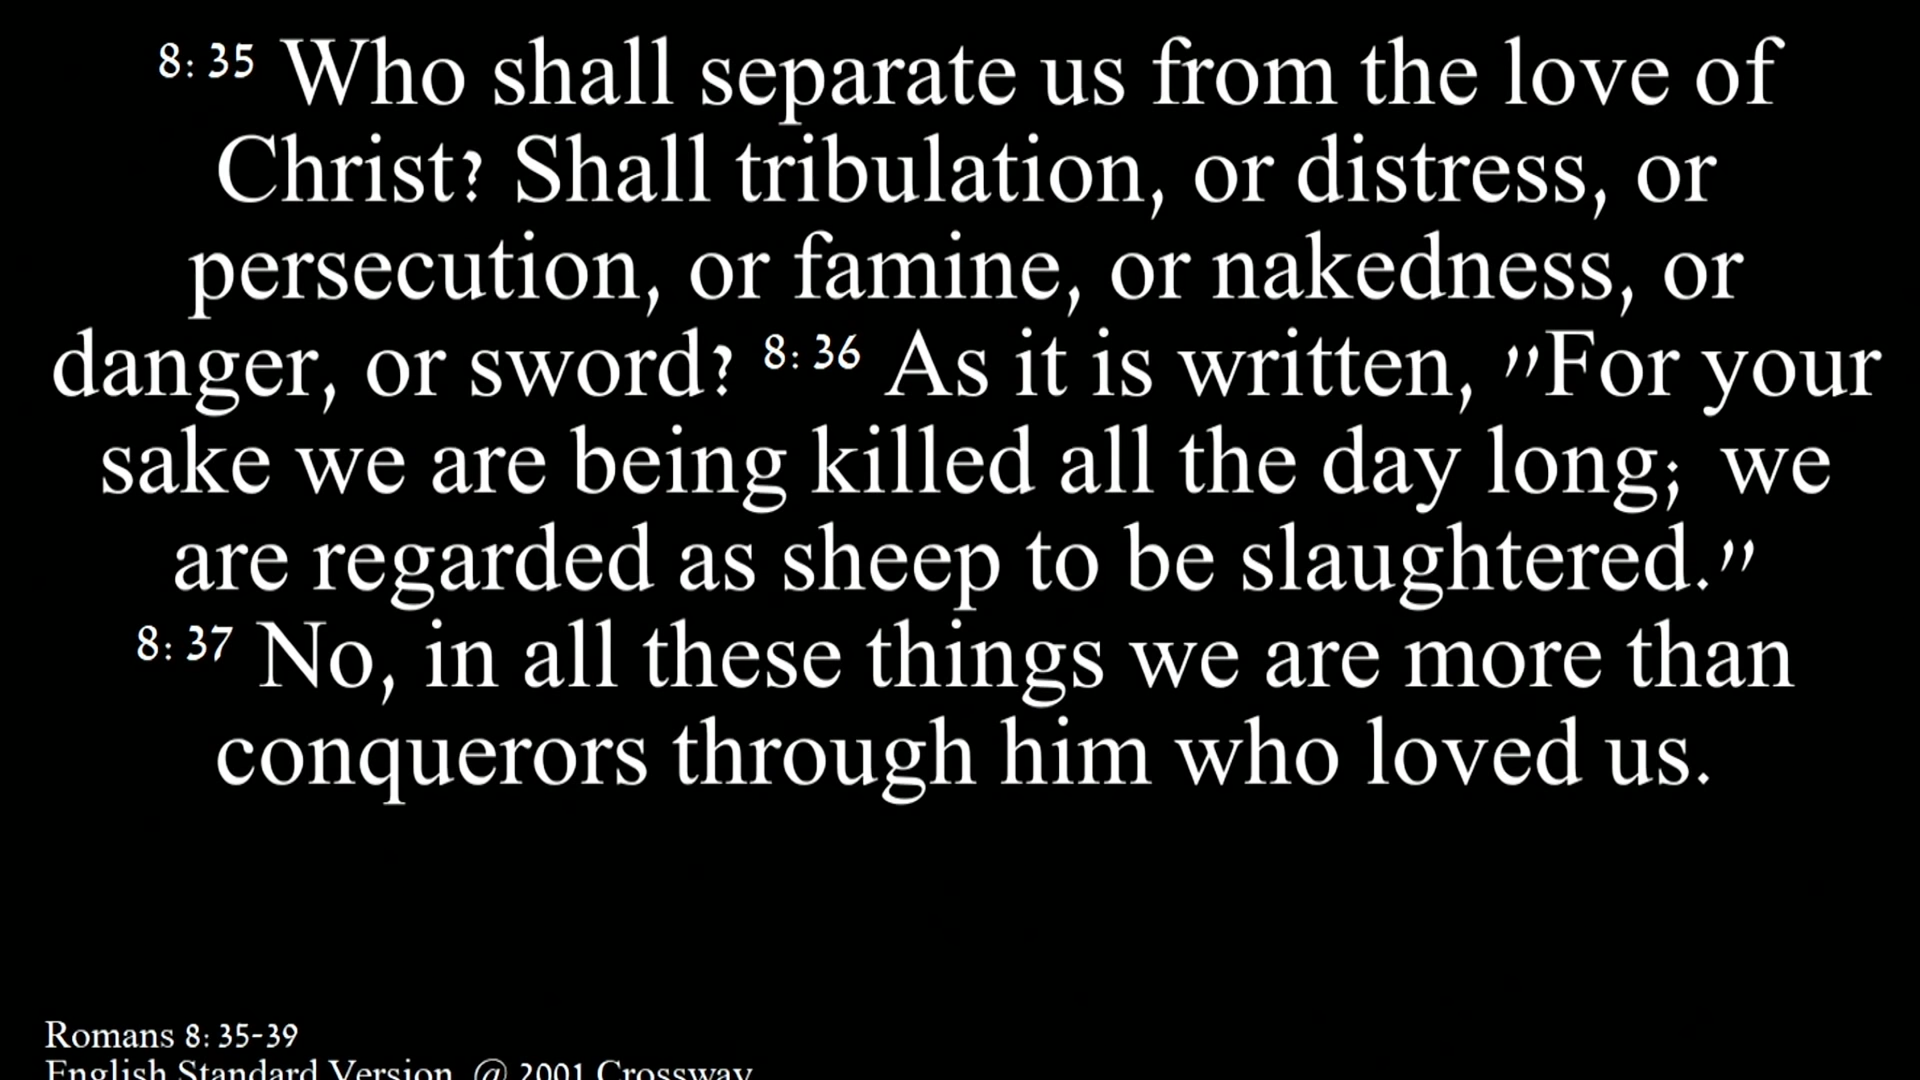 8:35 Who shall separate us from the love of
Christ? Shall tribulation, or distress, or
persecution, or famine, or nakedness, or
danger, or sword? 8:36 As it is written, "For your
sake we are being killed all the day long; we
are regarded as sheep to be slaughtered."
8:37 No, in all these things we are more than
conquerors through him who loved us.
Romans 8:35-39
English Standard Version, @ 2001 Crossway